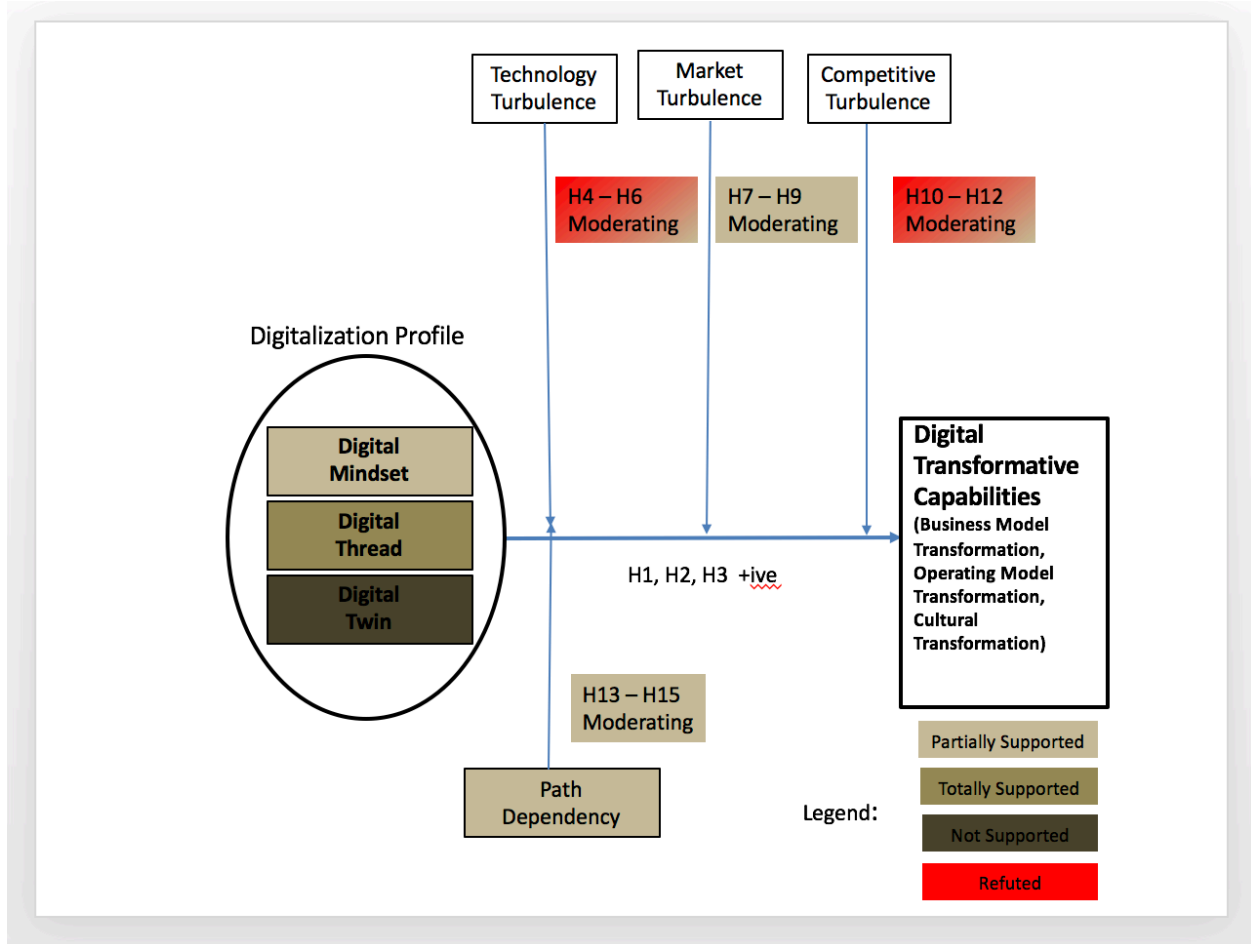 Technology
Turbulence
Market
Turbulence
Competitive
Turbulence
H4 – H6
Moderating
H7 – H9
Moderating
H10 – H12
Moderating
Digitalization Profile
Digital
Mindset
Digital
Thread
Digital
Twin
H1, H2, H3  +ive
Digital
Transformative
Capabilities
(Business Model
Transformation,
Operating Model
Transformation,
Cultural
Transformation)
H13 – H15
Moderating
Path
Dependency
Legend:
Partially Supported
Totally Supported
Not Supported
Refuted